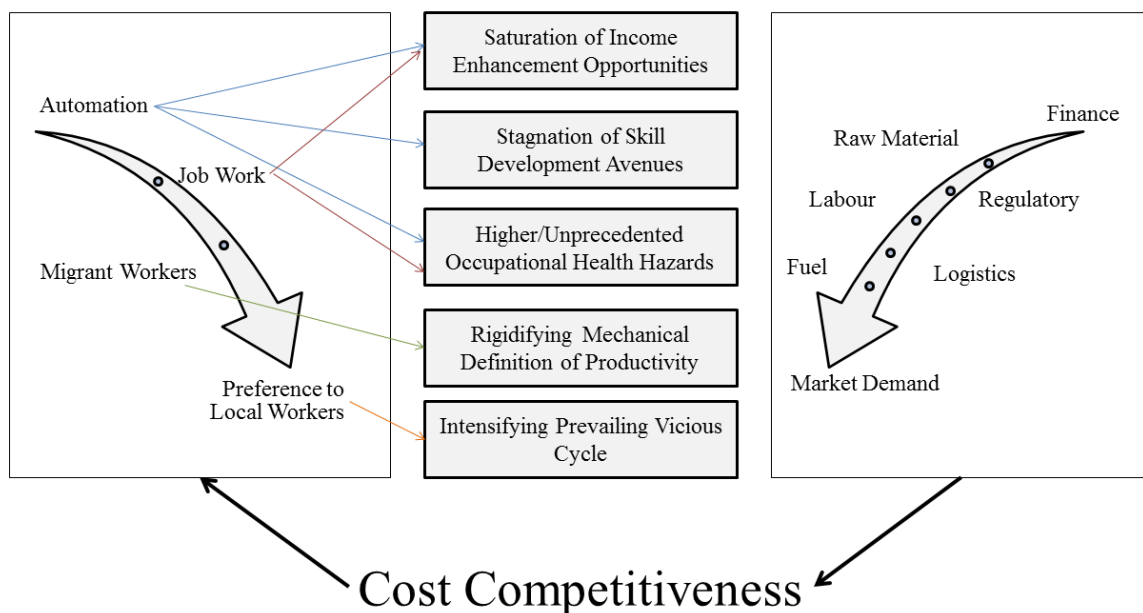 Automation
Job Work
Migrant Workers
Preference to
Local Workers
Saturation of Income
Enhancement Opportunities
Stagnation of Skill
Development Avenues
Higher/Unprecedented
Occupational Health Hazards
Rigidifying Mechanical
Definition of Productivity
Intensifying Prevailing Vicious
Cycle
Finance
Raw Material
Labour
Regulatory
Fuel
Logistics
Market Demand
Cost Competitiveness